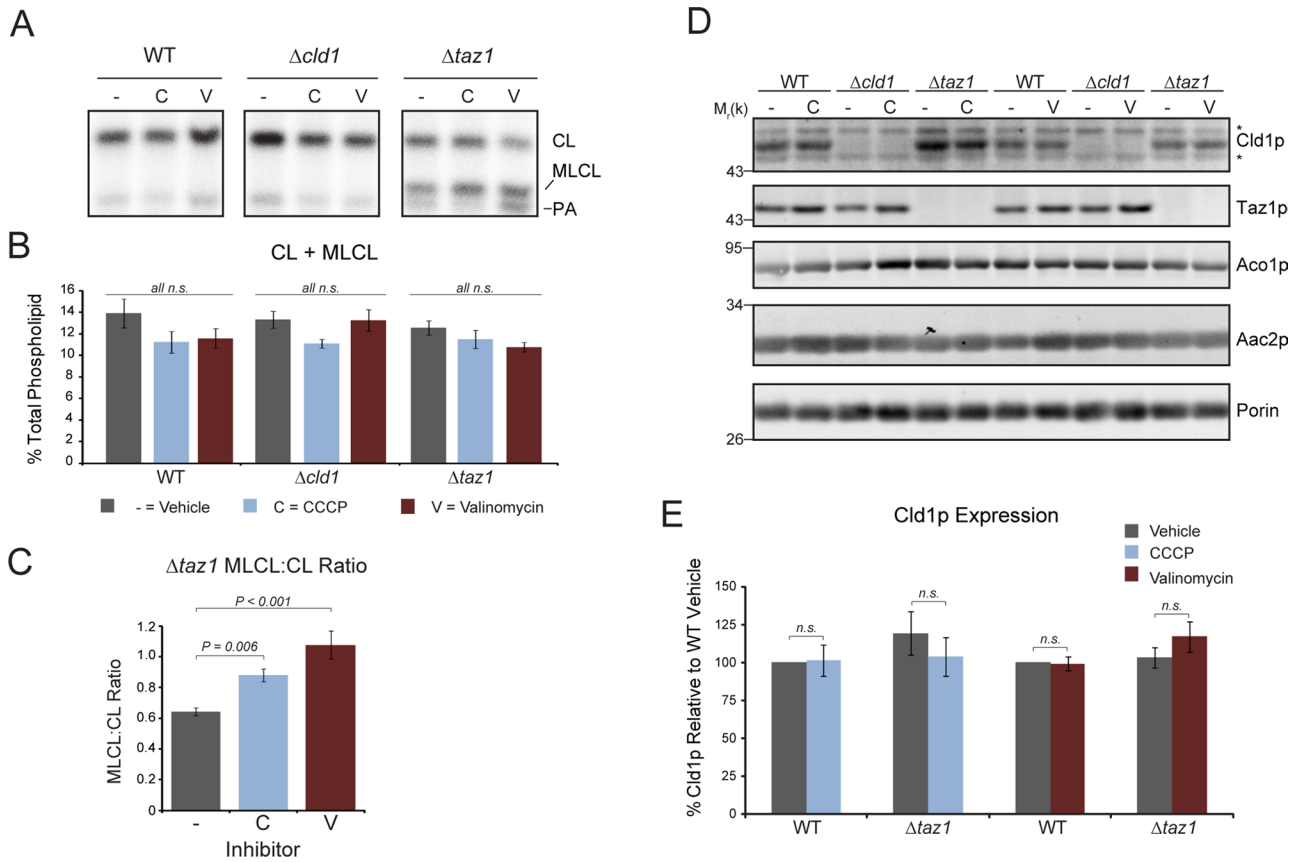 A
WT Δcld1 Δtaz1
- C V - C V - C V
CL
MLCL
PA
B
CL + MLCL
% Total Phospholipid
16
14
12
10
8
6
4
2
0
all n.s. all n.s. all n.s.
WT Δcld1 Δtaz1
- = Vehicle C = CCCP V = Valinomycin
C
Δtaz1 MLCL:CL Ratio
MLCL:CL Ratio
1.2
1.0
0.8
0.6
0.4
0.2
0
P < 0.001
P = 0.006
- C V
Inhibitor
D
WT Δcld1 Δtaz1 WT Δcld1 Δtaz1
Mr(k) - C - C - C - V - V - V
*
Cld1p
*
43
Taz1p
43
95
Aco1p
34
Aac2p
Porin
26
E
Cld1p Expression
Vehicle
CCCP
Valinomycin
% Cld1p Relative to WT Vehicle
150
125
100
75
50
25
0
n.s. n.s. n.s. n.s.
WT Δtaz1 WT Δtaz1